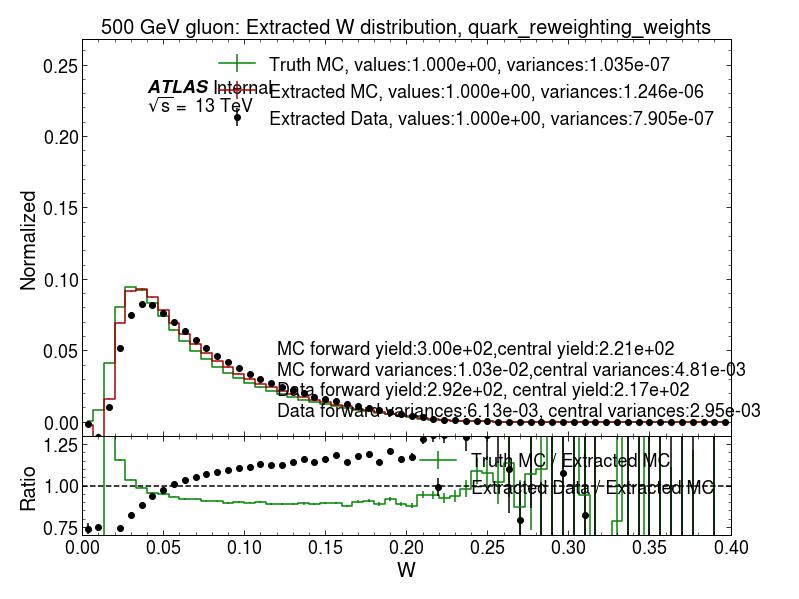 500 GeV gluon: Extracted W distribution, quark_reweighting_weights
Truth MC, values:1.000e+00, variances:1.035e-07
Extracted MC, values:1.000e+00, variances:1.246e-06
Extracted Data, values:1.000e+00, variances:7.905e-07
ATLAS Internal
√s = 13 TeV
Normalized
0.25
0.20
0.15
0.10
0.05
0.00
MC forward yield:3.00e+02,central yield:2.21e+02
MC forward variances:1.03e-02,central variances:4.81e-03
Data forward yield:2.92e+02, central yield:2.17e+02
Data forward variances:6.13e-03, central variances:2.95e-03
Ratio
1.25
1.00
0.75
Truth MC / Extracted MC
Extracted Data / Extracted MC
0.00 0.05 0.10 0.15 0.20 0.25 0.30 0.35 0.40
W